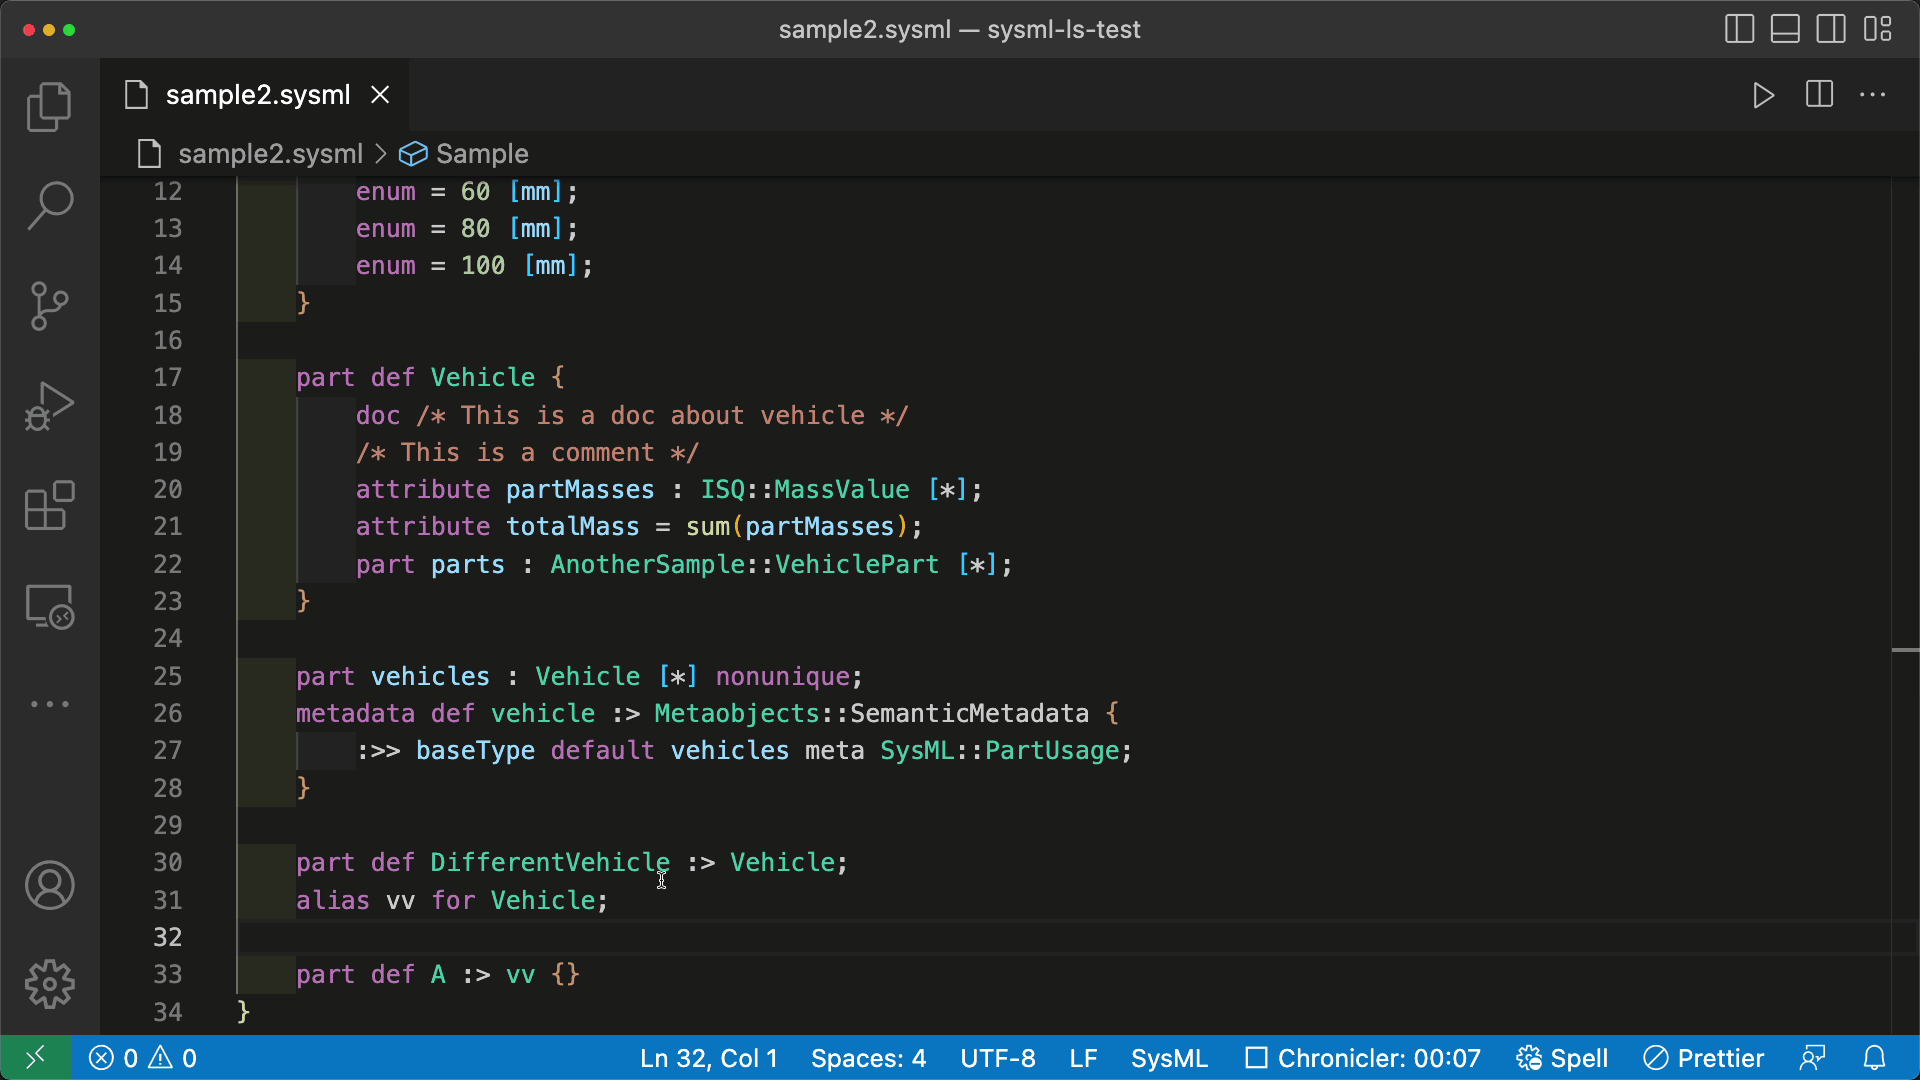 sample2.sysml — sysml-ls-test
sample2.sysml
sample2.sysml > Sample
12 enum = 60 [mm];
13 enum = 80 [mm];
14 enum = 100 [mm];
15 }
16
17 part def Vehicle {
18 doc /* This is a doc about vehicle */
19 /* This is a comment */
20 attribute partMasses : ISQ::MassValue [*];
21 attribute totalMass = sum(partMasses);
22 part parts : AnotherSample::VehiclePart [*];
23 }
24
25 part vehicles : Vehicle [*] nonunique;
26 metadata def vehicle :> Metaobjects::SemanticMetadata {
27 :>> baseType default vehicles meta SysML::PartUsage;
28 }
29
30 part def DifferentVehicle :> Vehicle;
31 alias vv for Vehicle;
32
33 part def A :> vv {}
34 }
0 0 Ln 32, Col 1 Spaces: 4 UTF-8 LF SysML Chronicler: 00:07 Spell Prettier